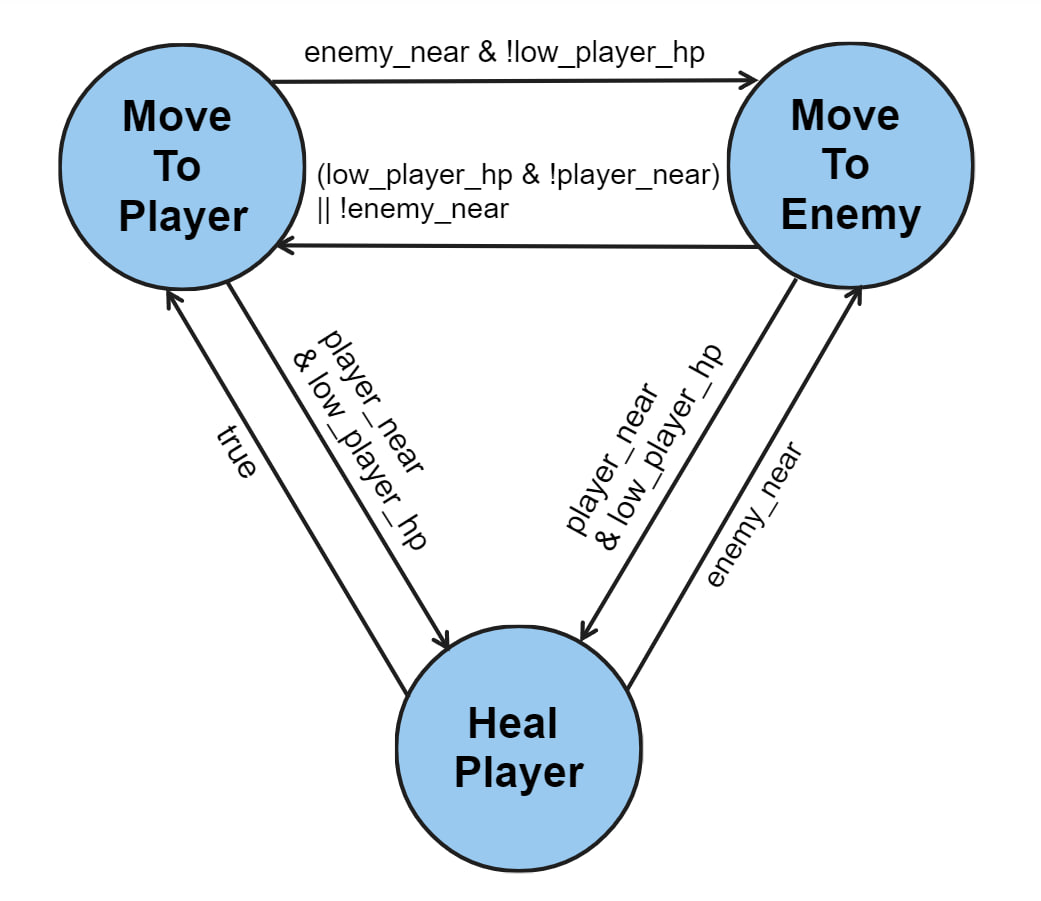 enemy_near & !low_player_hp
Move
To
Player
Move
To
Enemy
(low_player_hp & !player_near)
|| !enemy_near
player_near
& low_player_hp
player_near
& low_player_hp
true
enemy_near
Heal
Player